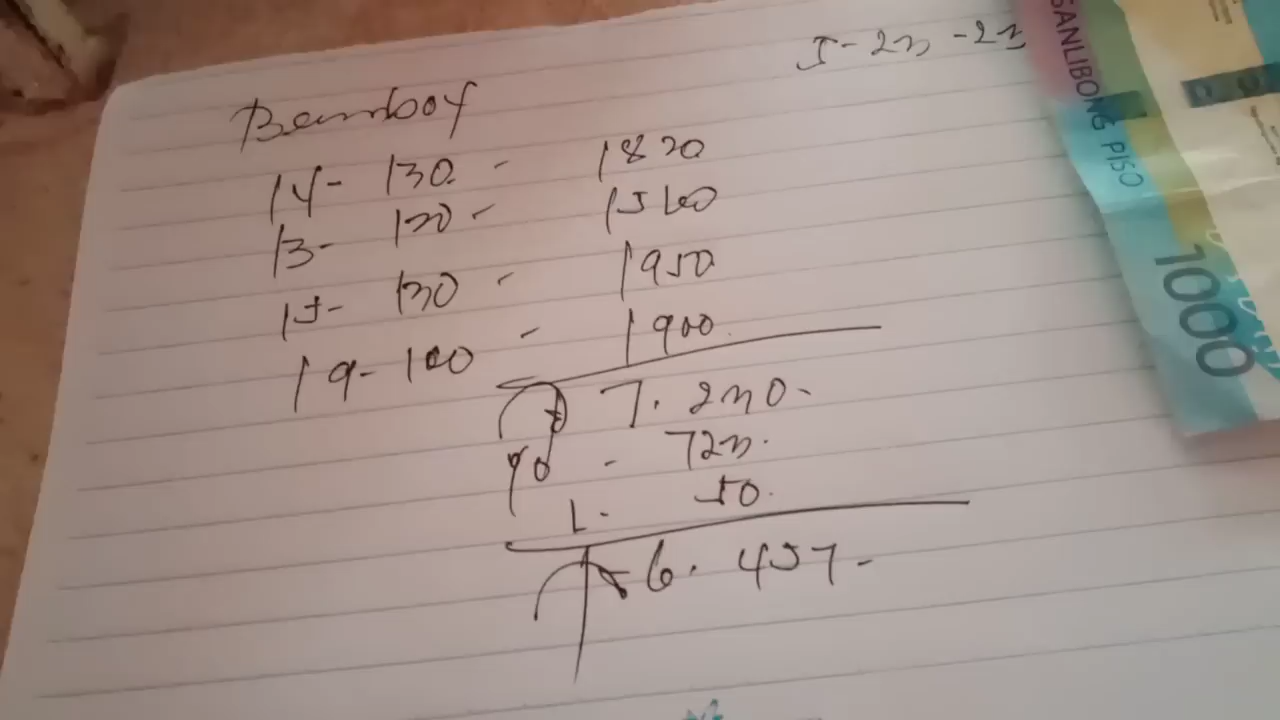 5-23-23
Bemboy
14- 130 - 1820
13- 120 - 1560
15- 130 - 1950
19- 100 - 1900
7.230-
10 - 723.
L. 50.
6.457-
SANLIBONG PISO
1000